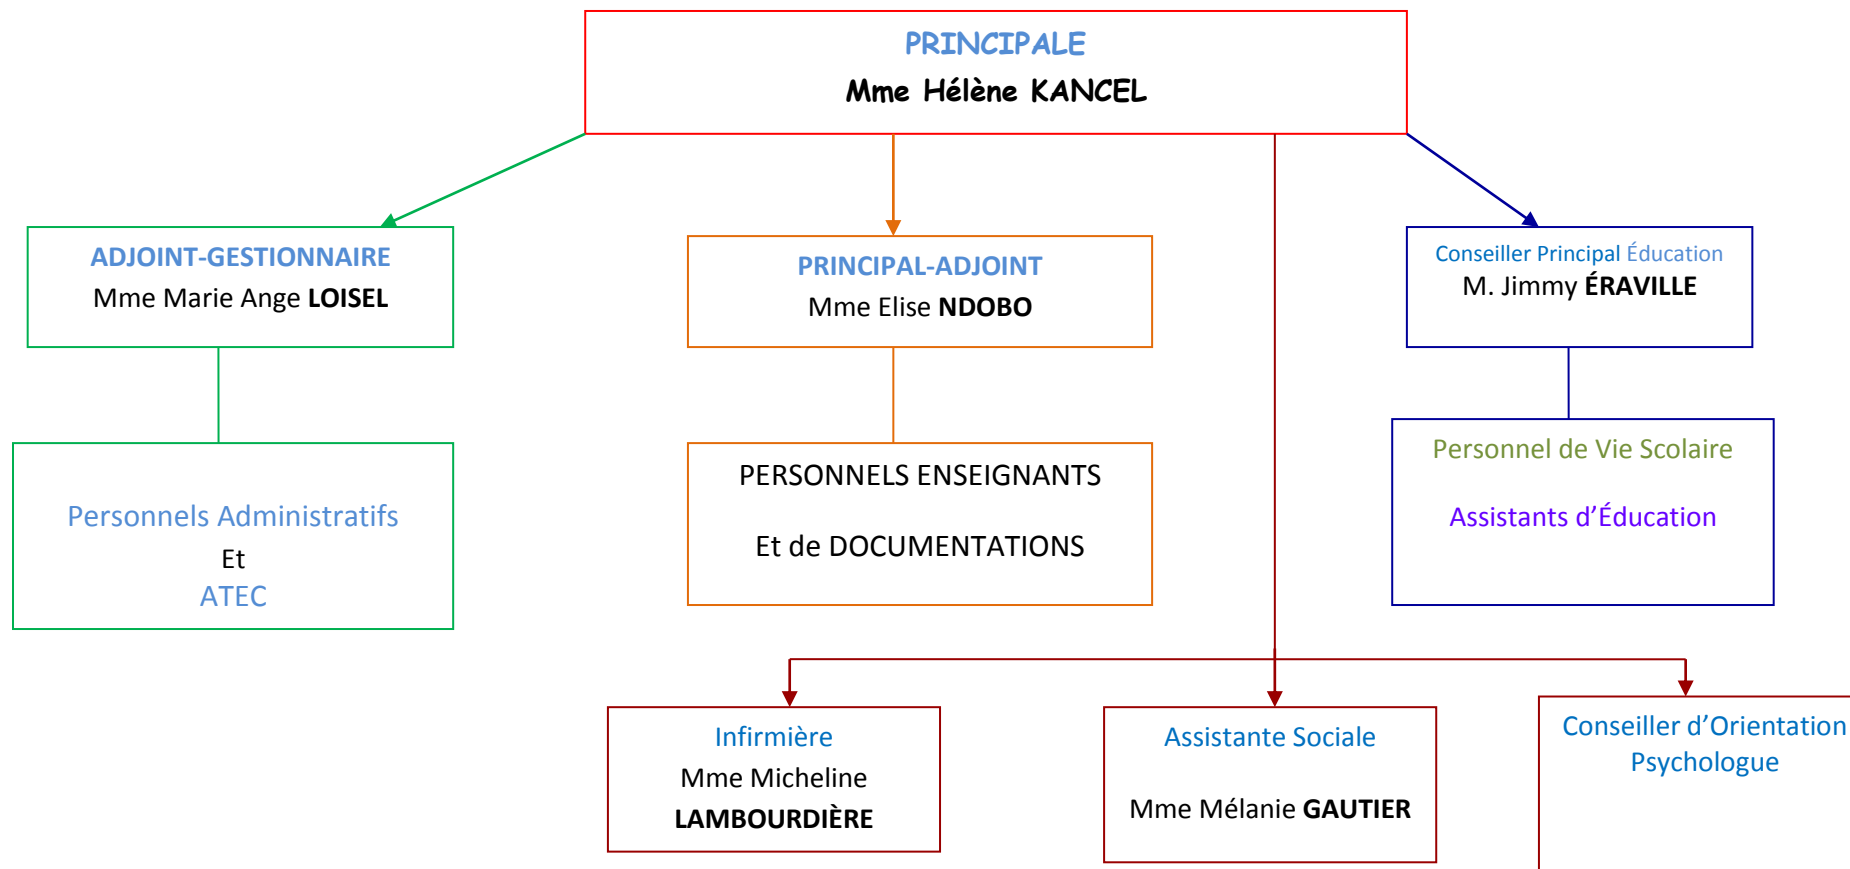 PRINCIPALE
Mme Hélène KANCEL
ADJOINT-GESTIONNAIRE
Mme Marie Ange LOISEL
PRINCIPAL-ADJOINT
Mme Elise NDOBO
Conseiller Principal Éducation
M. Jimmy ÉRAVILLE
Personnels Administratifs
Et
ATEC
PERSONNELS ENSEIGNANTS
Et de DOCUMENTATIONS
Personnel de Vie Scolaire
Assistants d’Éducation
Infirmière
Mme Micheline
LAMBOURDIÈRE
Assistante Sociale
Mme Mélanie GAUTIER
Conseiller d’Orientation
Psychologue